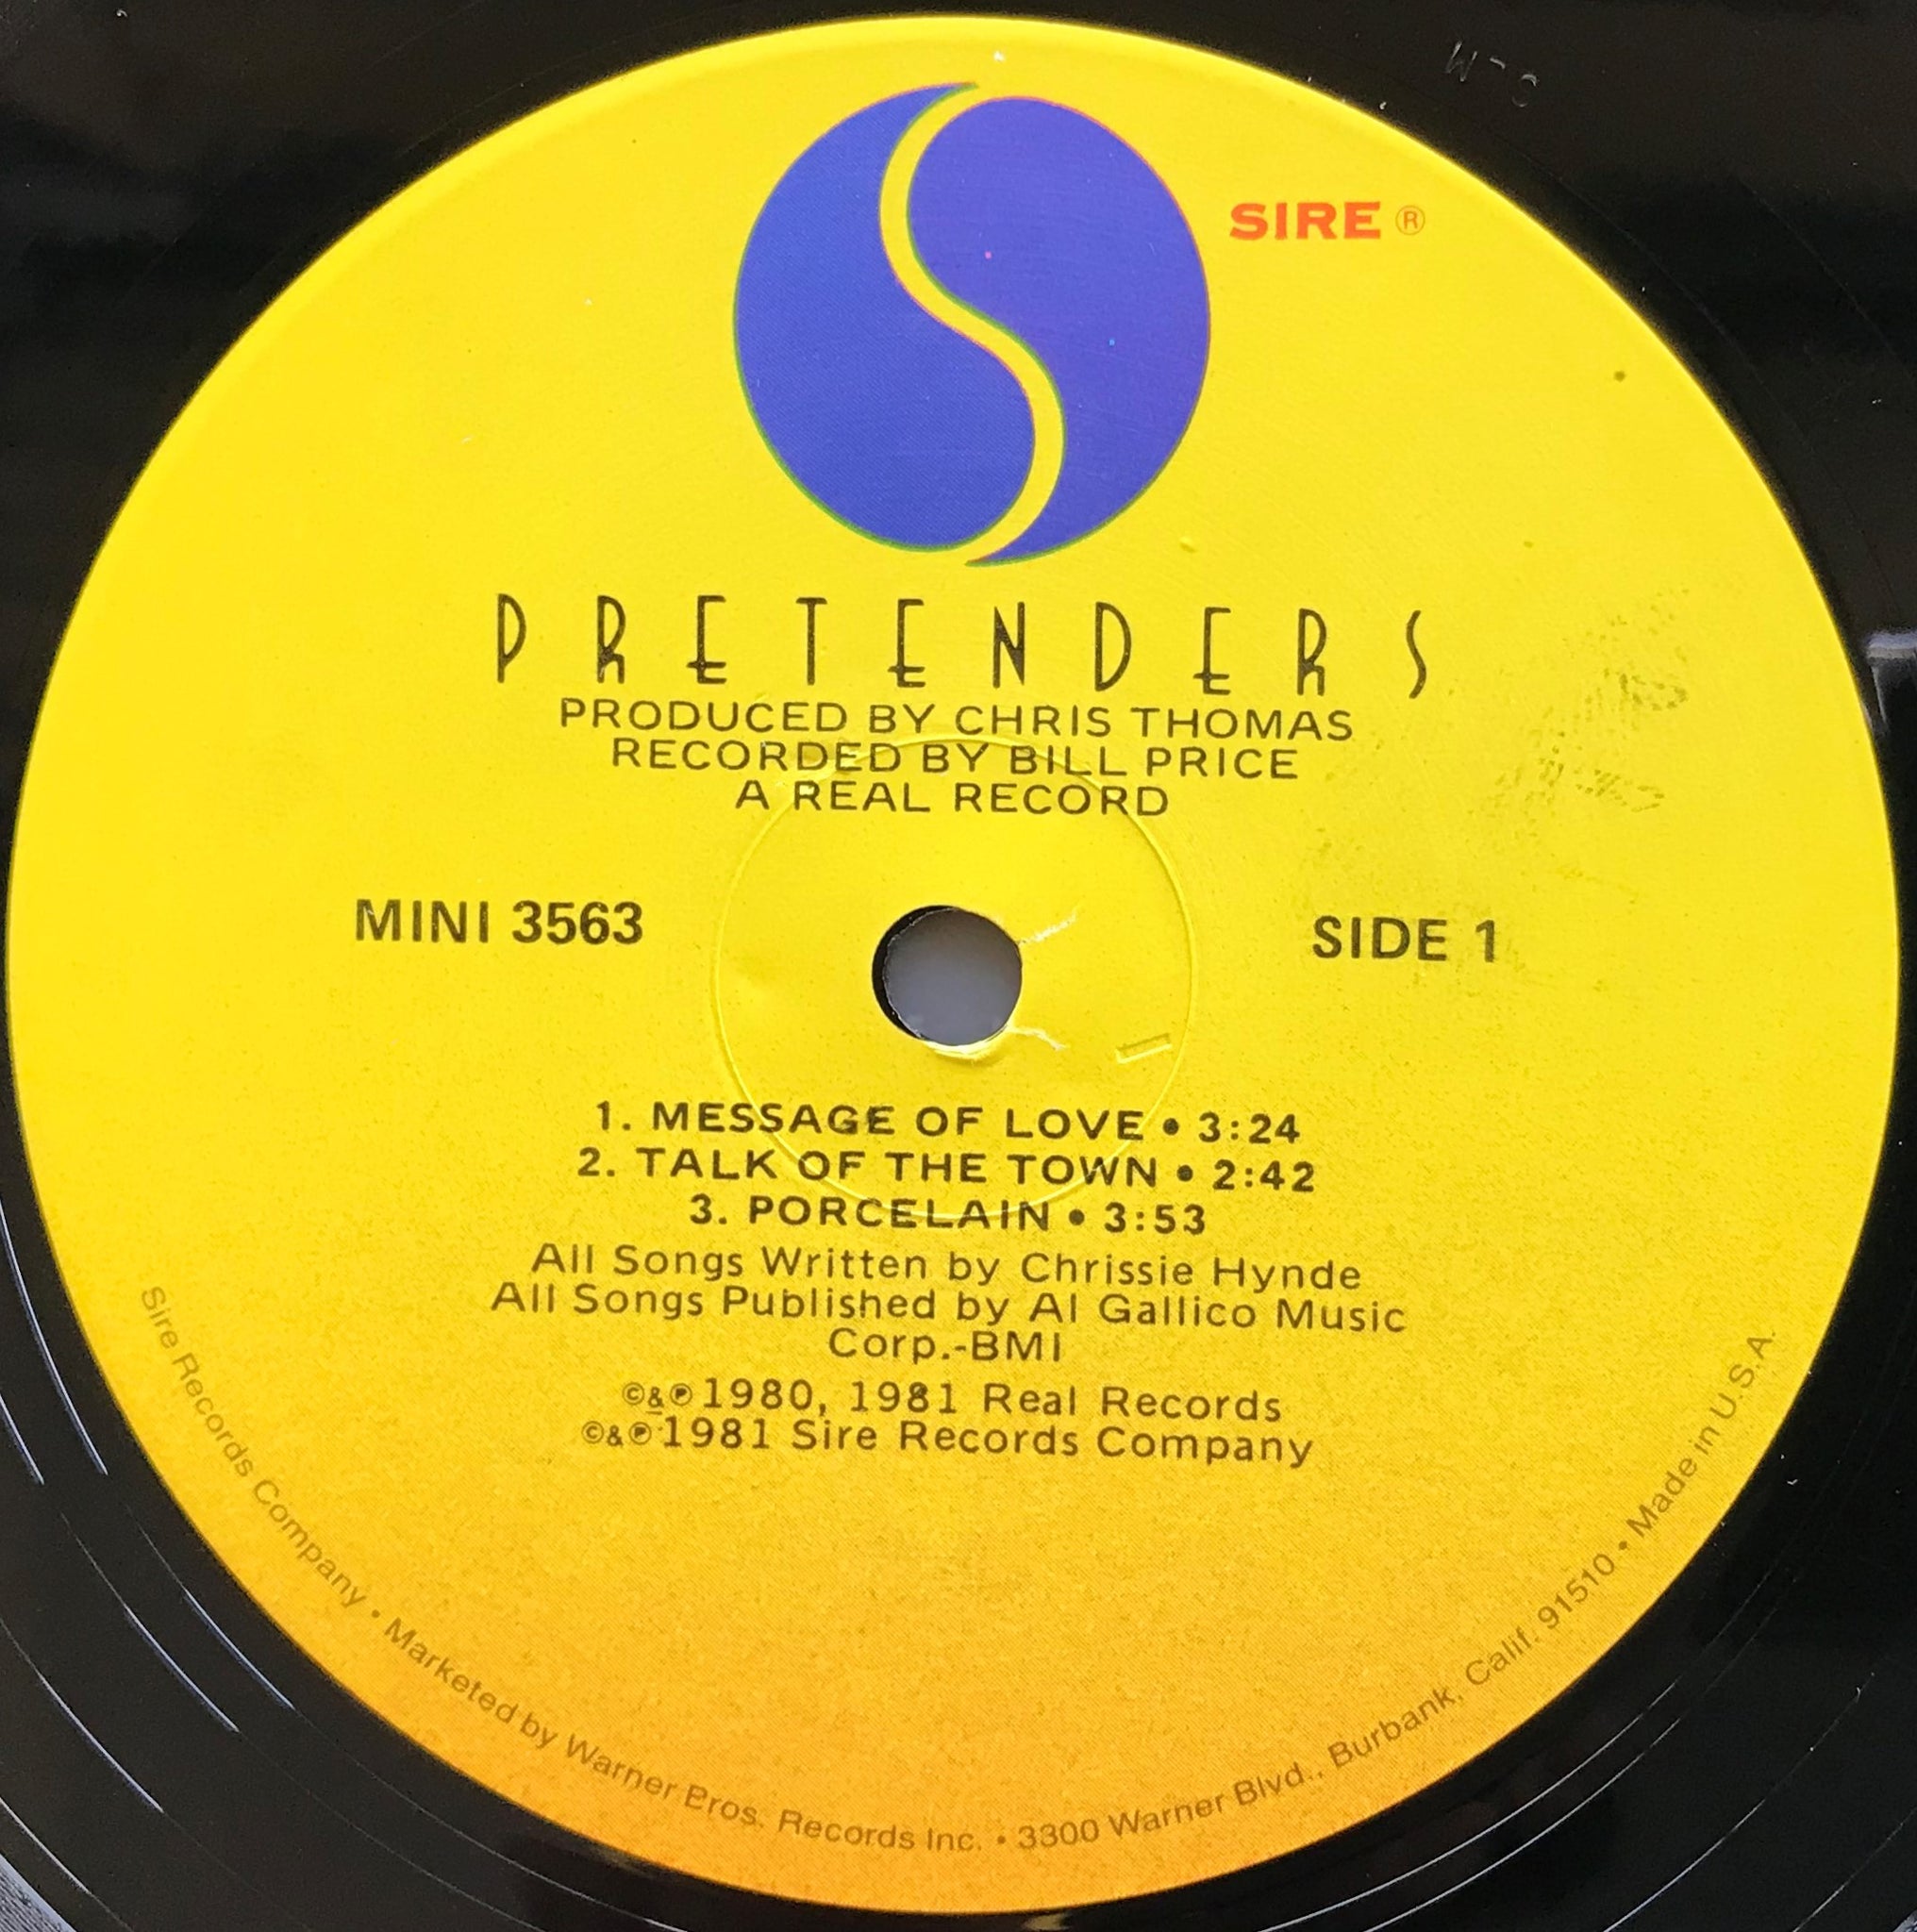 SIRE ®
PRETENDERS
PRODUCED BY CHRIS THOMAS
RECORDED BY BILL PRICE
A REAL RECORD
MINI 3563
SIDE 1
1. MESSAGE OF LOVE • 3:24
2. TALK OF THE TOWN • 2:42
3. PORCELAIN • 3:53
All Songs Written by Chrissie Hynde
All Songs Published by Al Gallico Music
Corp.-BMI
©&℗1980, 1981 Real Records
©&℗1981 Sire Records Company
Sire Records Company • Marketed by Warner Bros. Records Inc. • 3300 Warner Blvd., Burbank, Calif. 91510 • Made in U.S.A.